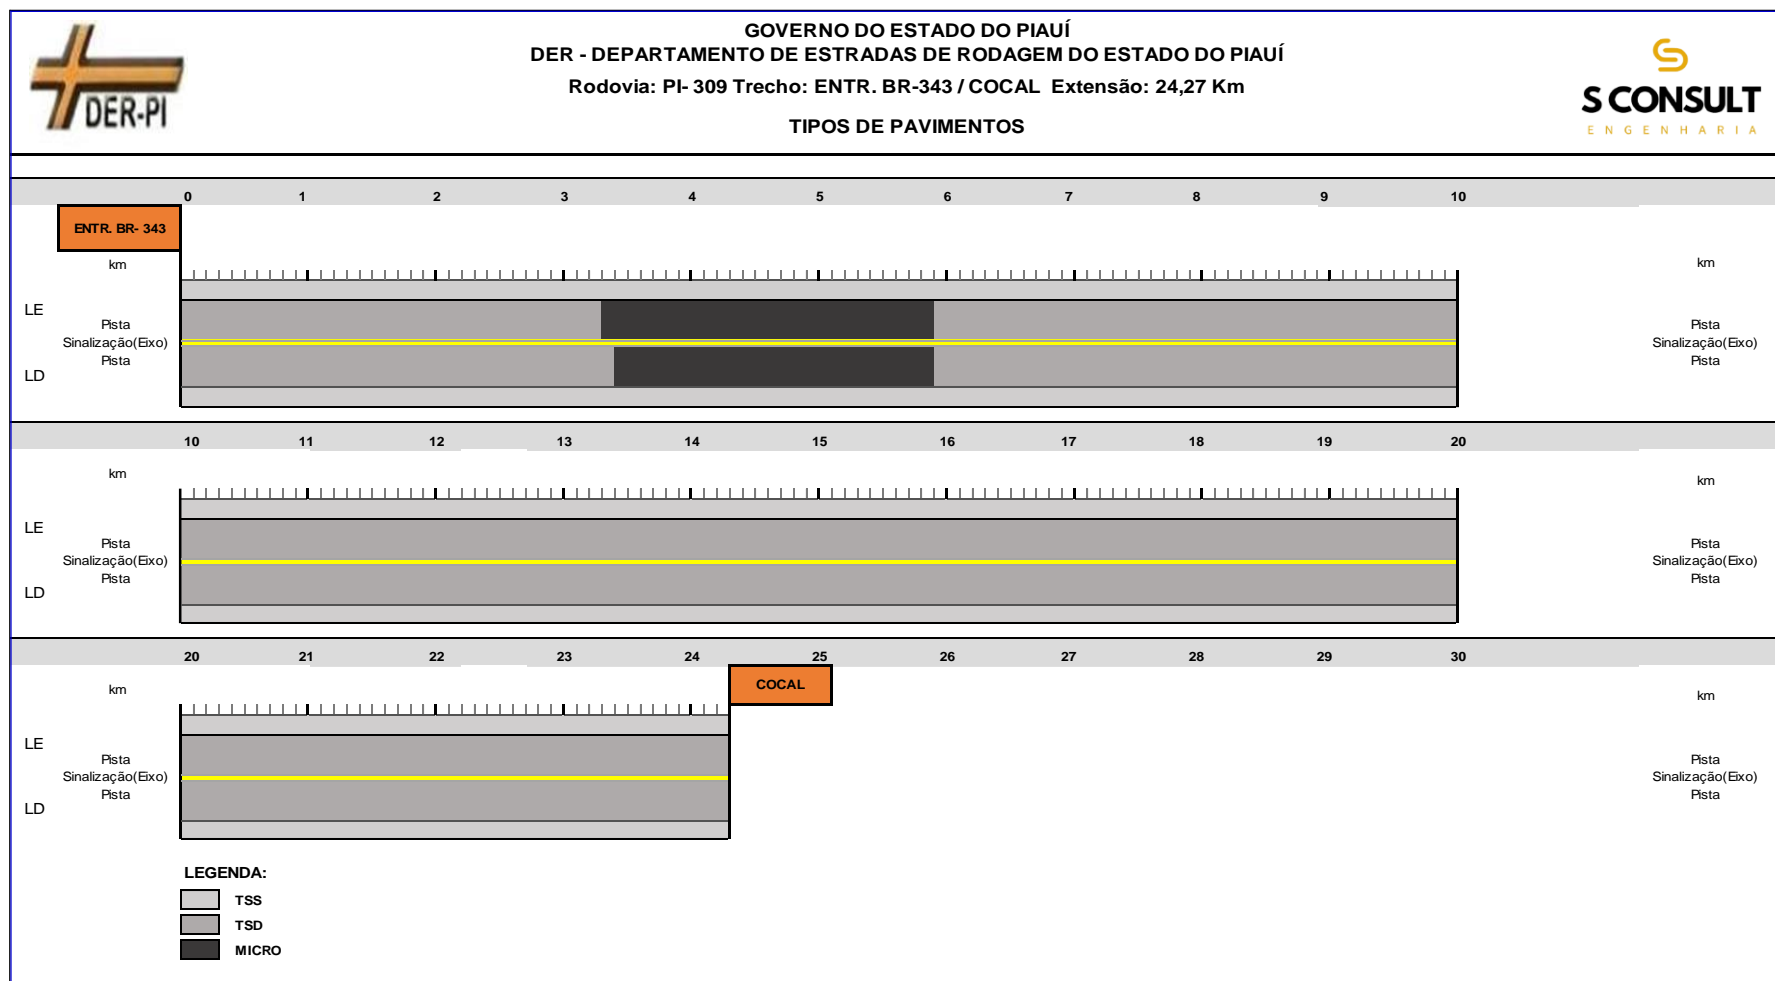 DER-PI
GOVERNO DO ESTADO DO PIAUÍ
DER - DEPARTAMENTO DE ESTRADAS DE RODAGEM DO ESTADO DO PIAUÍ
Rodovia: PI- 309 Trecho: ENTR. BR-343 / COCAL Extensão: 24,27 Km
TIPOS DE PAVIMENTOS
S CONSULT
ENGENHARIA
0 1 2 3 4 5 6 7 8 9 10
ENTR. BR- 343
km km
LE
Pista Pista
Sinalização(Eixo) Sinalização(Eixo)
Pista Pista
LD
10 11 12 13 14 15 16 17 18 19 20
km km
LE
Pista Pista
Sinalização(Eixo) Sinalização(Eixo)
Pista Pista
LD
20 21 22 23 24 25 26 27 28 29 30
COCAL
km km
LE
Pista Pista
Sinalização(Eixo) Sinalização(Eixo)
Pista Pista
LD
LEGENDA:
TSS
TSD
MICRO